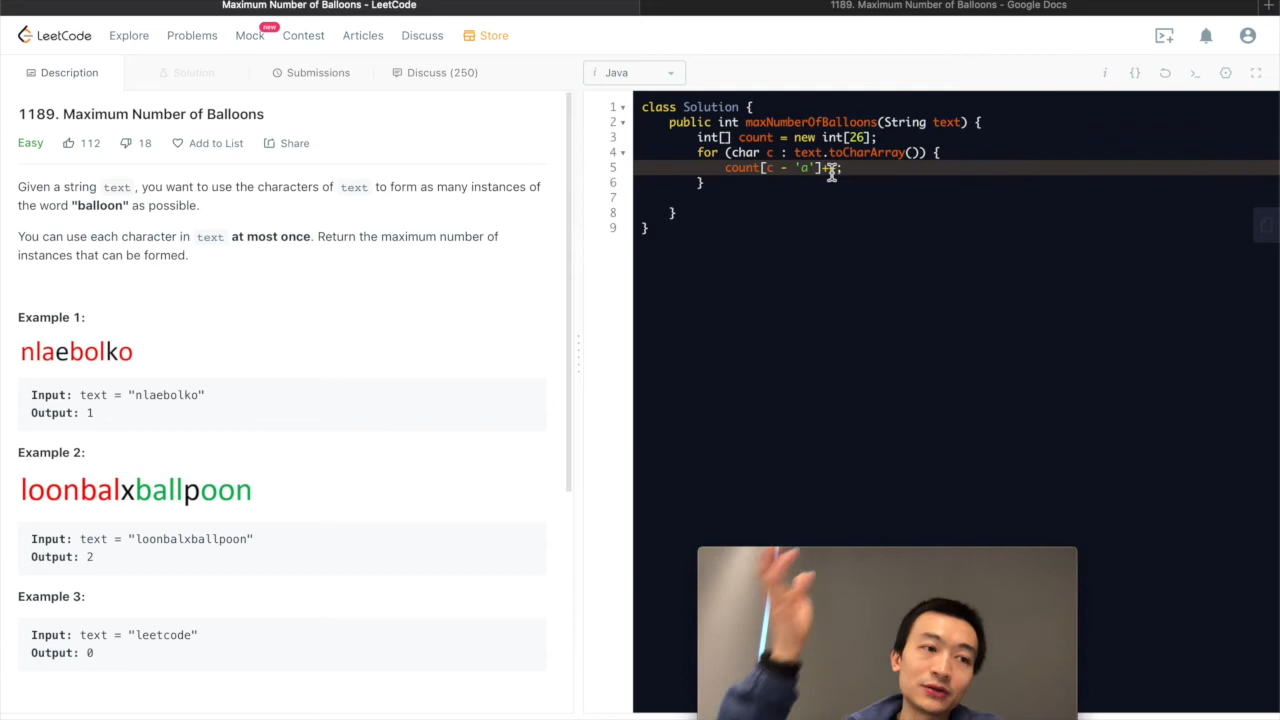 Maximum Number of Balloons - LeetCode
1189. Maximum Number of Balloons - Google Docs
LeetCode
Explore
Problems
Mock
new
Contest
Articles
Discuss
Store
Description
Solution
Submissions
Discuss (250)
i Java
1189. Maximum Number of Balloons
Easy
112
18
Add to List
Share
Given a string text , you want to use the characters of text to form as many instances of
the word "balloon" as possible.
You can use each character in text at most once. Return the maximum number of
instances that can be formed.
Example 1:
nlaebolko
Input: text = "nlaebolko"
Output: 1
Example 2:
loonbalxballpoon
Input: text = "loonbalxballpoon"
Output: 2
Example 3:
Input: text = "leetcode"
Output: 0
1 class Solution {
2 public int maxNumberOfBalloons(String text) {
3 int[] count = new int[26];
4 for (char c : text.toCharArray()) {
5 count[c - 'a']++;
6 }
7
8 }
9 }